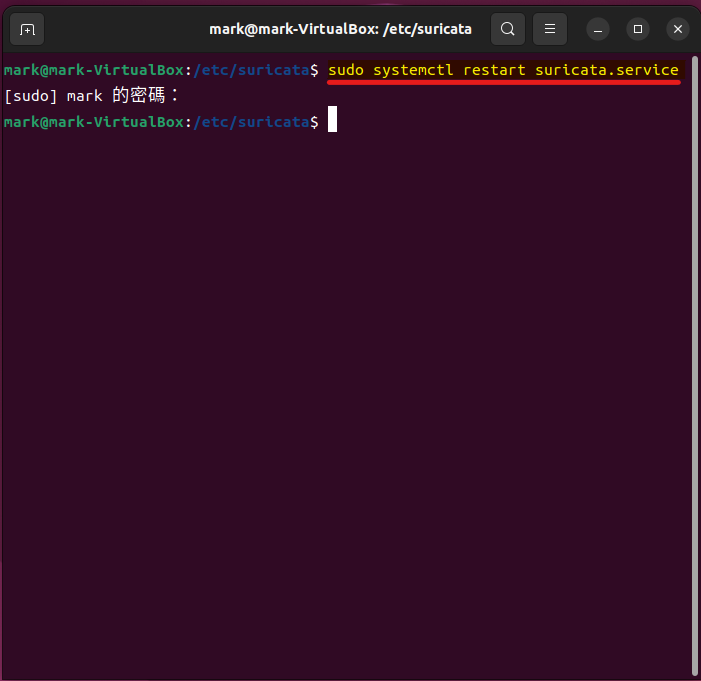 mark@mark-VirtualBox: /etc/suricata
mark@mark-VirtualBox:/etc/suricata$ sudo systemctl restart suricata.service
[sudo] mark 的密碼：
mark@mark-VirtualBox:/etc/suricata$